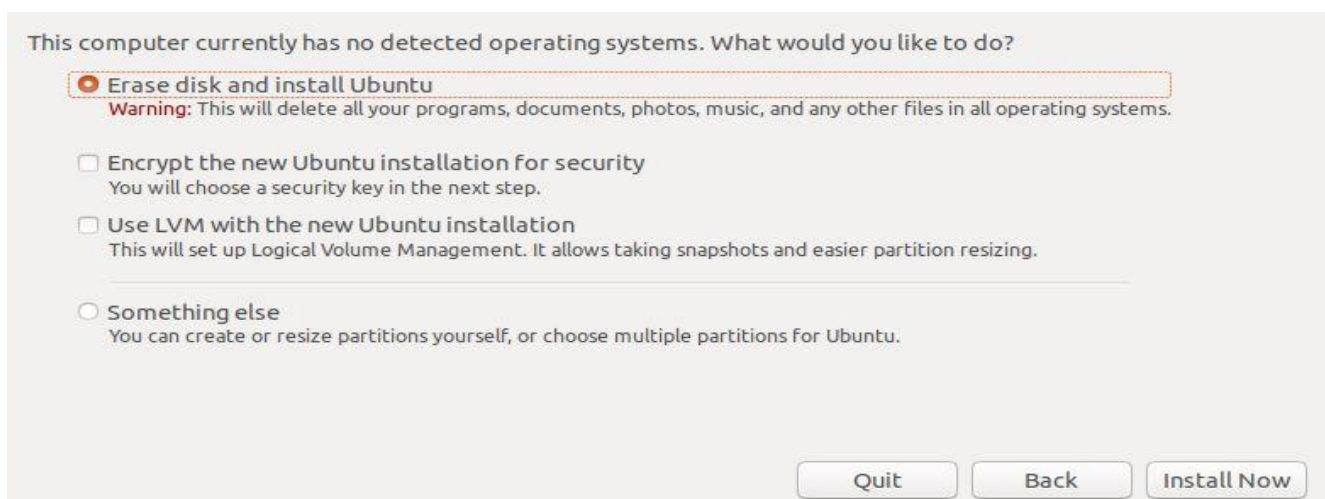 This computer currently has no detected operating systems. What would you like to do?
Erase disk and install Ubuntu
Warning: This will delete all your programs, documents, photos, music, and any other files in all operating systems.
Encrypt the new Ubuntu installation for security
You will choose a security key in the next step.
Use LVM with the new Ubuntu installation
This will set up Logical Volume Management. It allows taking snapshots and easier partition resizing.
Something else
You can create or resize partitions yourself, or choose multiple partitions for Ubuntu.
Quit Back Install Now